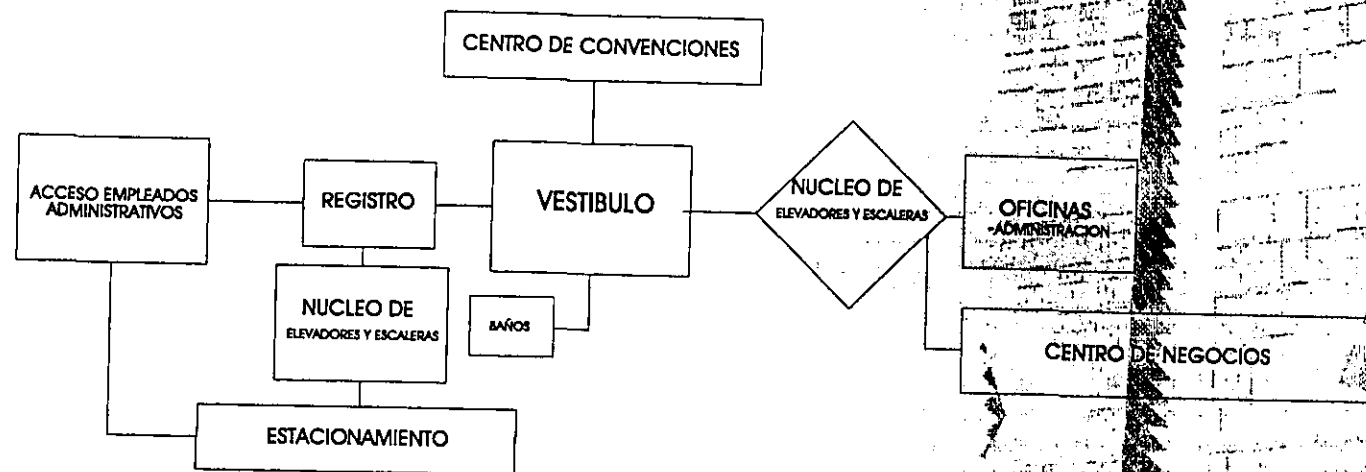 CENTRO DE CONVENCIONES
ACCESO EMPLEADOS
ADMINISTRATIVOS
REGISTRO
VESTIBULO
NUCLEO DE
ELEVADORES Y ESCALERAS
OFICINAS
-ADMINISTRACION
NUCLEO DE
ELEVADORES Y ESCALERAS
BAÑOS
CENTRO DE NEGOCIOS
ESTACIONAMIENTO